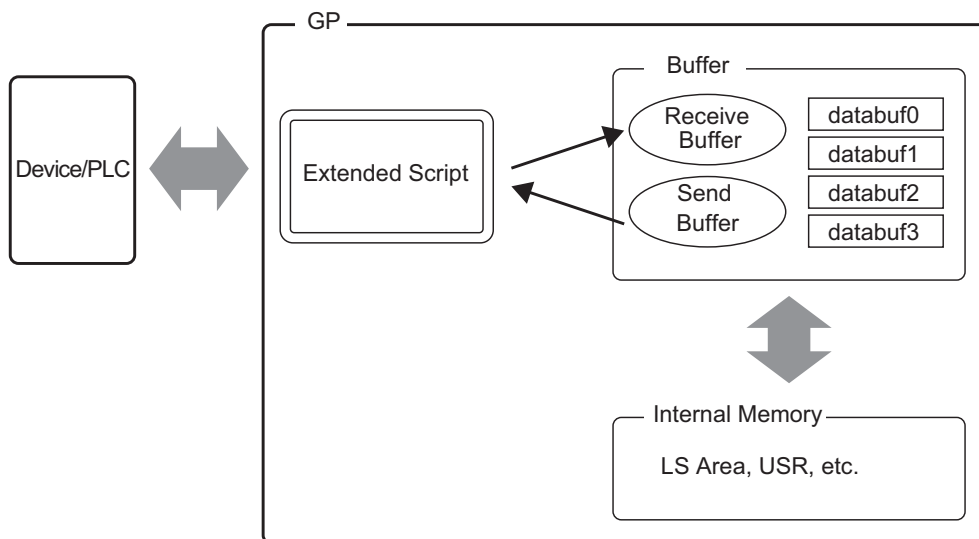 GP
Buffer
Receive
Buffer
databuf0
databuf1
Device/PLC
Extended Script
Send
Buffer
databuf2
databuf3
Internal Memory
LS Area, USR, etc.